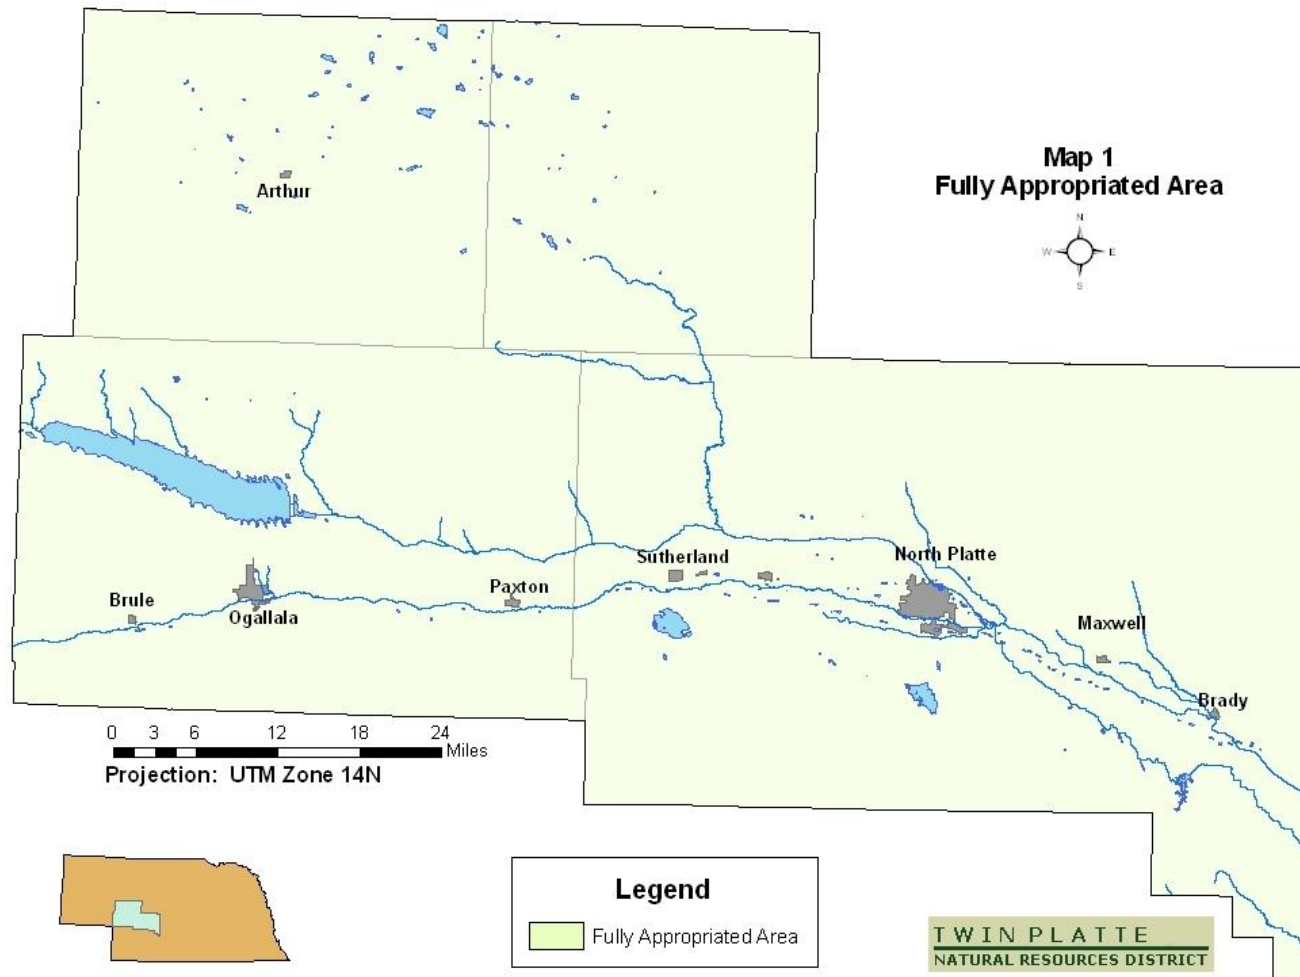 Map 1
Fully Appropriated Area
N
W E
S
Arthur
Sutherland
North Platte
Paxton
Brule
Ogallala
Maxwell
Brady
0 3 6 12 18 24
Miles
Projection: UTM Zone 14N
Legend
Fully Appropriated Area
TWIN PLATTE
NATURAL RESOURCES DISTRICT